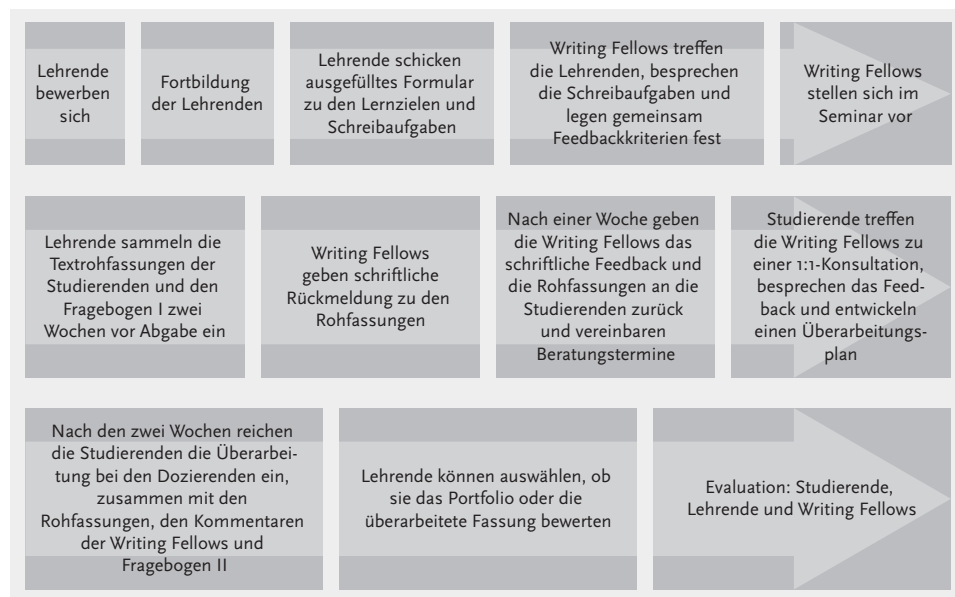 Lehrende
bewerben
sich
Fortbildung
der Lehrenden
Lehrende schicken
ausgefülltes Formular
zu den Lernzielen und
Schreibaufgaben
Writing Fellows treffen
die Lehrenden, besprechen
die Schreibaufgaben und
legen gemeinsam
Feedbackkriterien fest
Writing Fellows
stellen sich im
Seminar vor
Lehrende sammeln die
Textrohfassungen der
Studierenden und den
Fragebogen I zwei
Wochen vor Abgabe ein
Writing Fellows
geben schriftliche
Rückmeldung zu den
Rohfassungen
Nach einer Woche geben
die Writing Fellows das
schriftliche Feedback und
die Rohfassungen an die
Studierenden zurück
und vereinbaren
Beratungstermine
Studierende treffen
die Writing Fellows zu
einer 1:1-Konsultation,
besprechen das Feed-
back und entwickeln
einen Überarbeitungs-
plan
Nach den zwei Wochen reichen
die Studierenden die Überarbei-
tung bei den Dozierenden ein,
zusammen mit den
Rohfassungen, den Kommentaren
der Writing Fellows und
Fragebogen II
Lehrende können auswählen, ob
sie das Portfolio oder die
überarbeitete Fassung bewerten
Evaluation: Studierende,
Lehrende und Writing Fellows